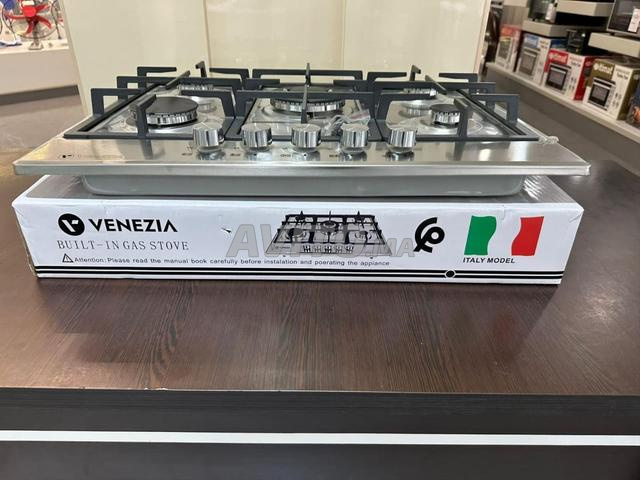 VENEZIA
BUILT-IN GAS STOVE
Attention: Please read the manual book carefully before instalation and poerating the appiance
ITALY MODEL